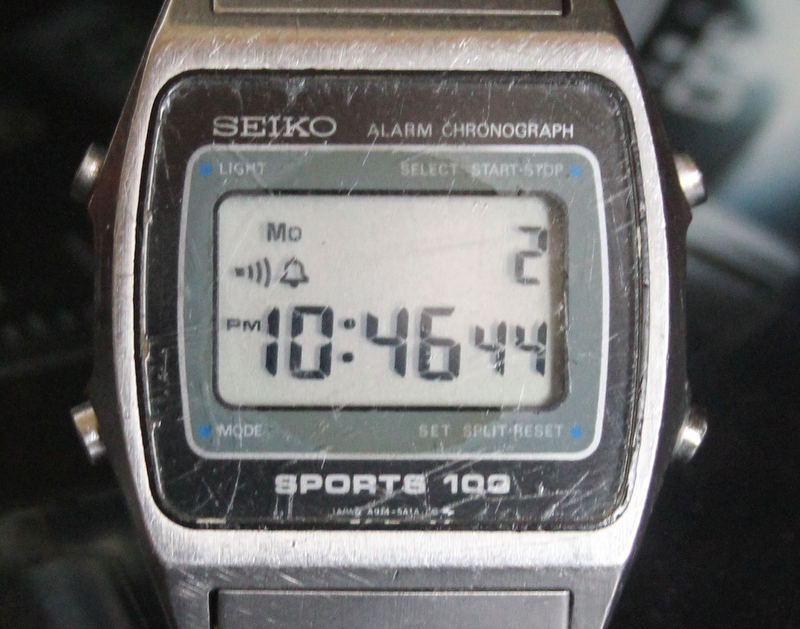 SEIKO ALARM CHRONOGRAPH
LIGHT SELECT START·STOP
Mo 2
PM 10:46 44
MODE SET SPLIT·RESET
SPORTS 100
JAPAN